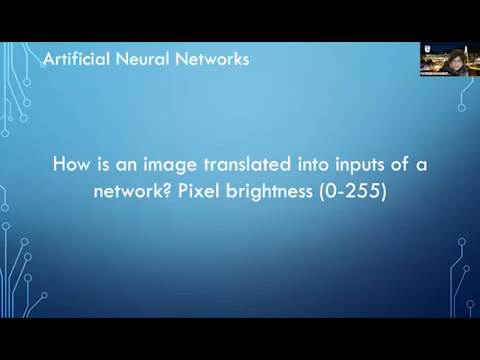 Artificial Neural Networks
How is an image translated into inputs of a
network? Pixel brightness (0-255)